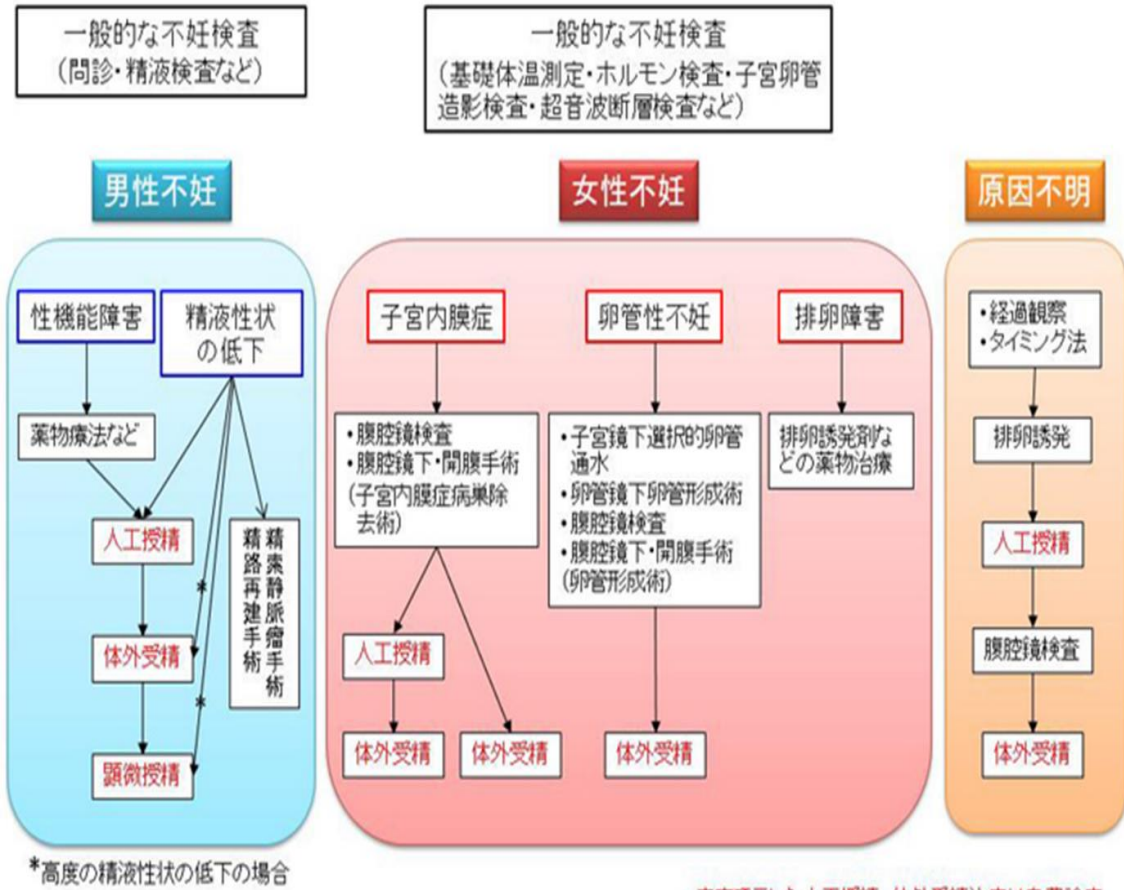 一般的な不妊検査
(問診・精液検査など)
一般的な不妊検査
(基礎体温測定・ホルモン検査・子宮卵管
造影検査・超音波断層検査など)
男性不妊
女性不妊
原因不明
性機能障害
精液性状
の低下
薬物療法など
人工授精
体外受精
顕微授精
精索静脈瘤手術
精路再建手術
*
*
子宮内膜症
・腹腔鏡検査
・腹腔鏡下・開腹手術
(子宮内膜症病巣除
去術)
人工授精
体外受精
体外受精
卵管性不妊
・子宮鏡下選択的卵管
通水
・卵管鏡下卵管形成術
・腹腔鏡検査
・腹腔鏡下・開腹手術
(卵管形成術)
体外受精
排卵障害
排卵誘発剤な
どの薬物治療
・経過観察
・タイミング法
排卵誘発
人工授精
腹腔鏡検査
体外受精
*高度の精液性状の低下の場合